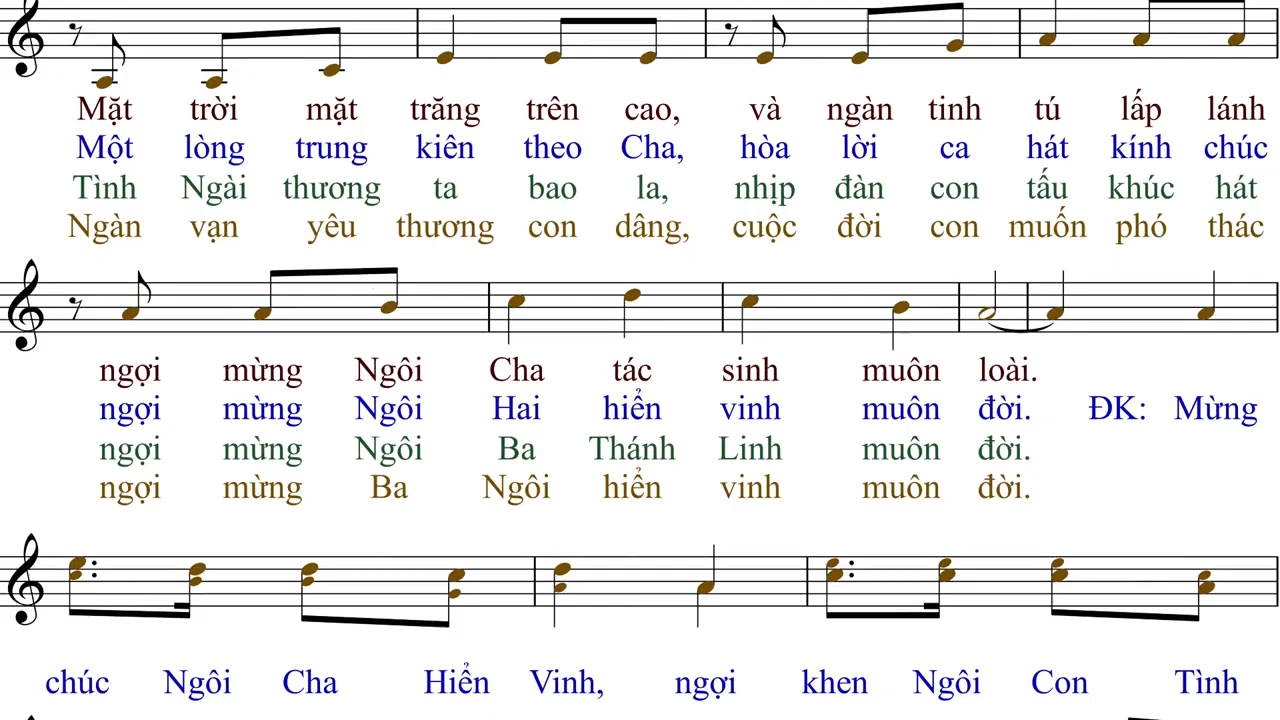 Mặt trời mặt trăng trên cao, và ngàn tinh tú lấp lánh
Một lòng trung kiên theo Cha, hòa lời ca hát kính chúc
Tình Ngài thương ta bao la, nhịp đàn con tấu khúc hát
Ngàn vạn yêu thương con dâng, cuộc đời con muốn phó thác
ngợi mừng Ngôi Cha tác sinh muôn loài.
ngợi mừng Ngôi Hai hiển vinh muôn đời. ĐK: Mừng
ngợi mừng Ngôi Ba Thánh Linh muôn đời.
ngợi mừng Ba Ngôi hiển vinh muôn đời.
chúc Ngôi Cha Hiển Vinh, ngợi khen Ngôi Con Tình